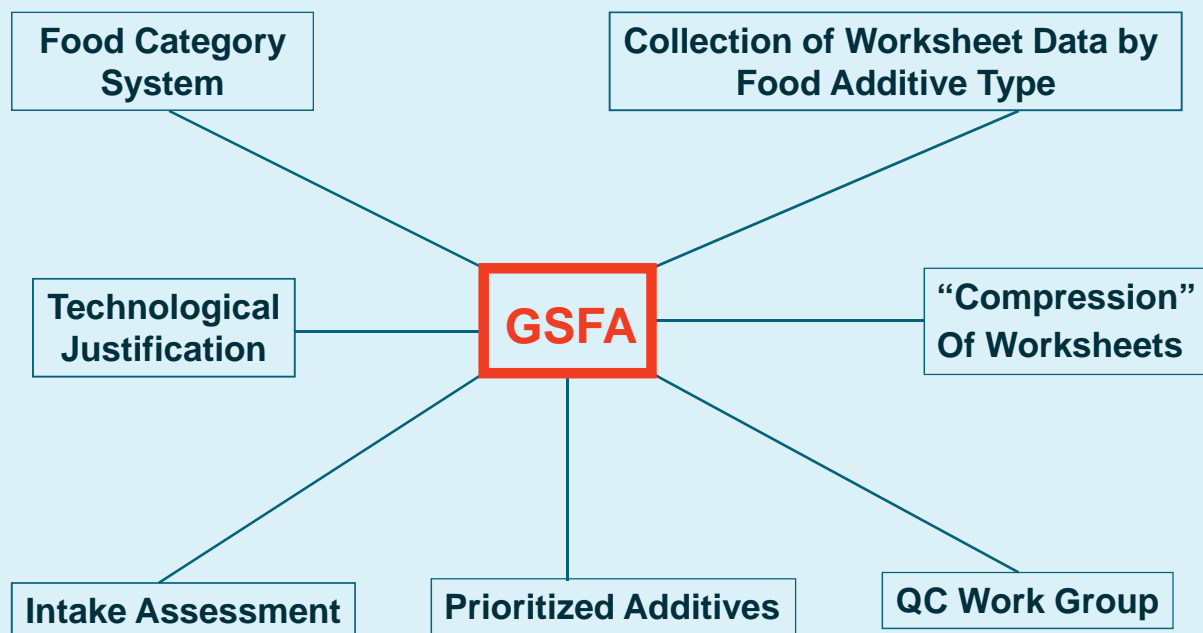 Food Category
System
Collection of Worksheet Data by
Food Additive Type
Technological
Justification
GSFA
“Compression”
Of Worksheets
Intake Assessment
Prioritized Additives
QC Work Group